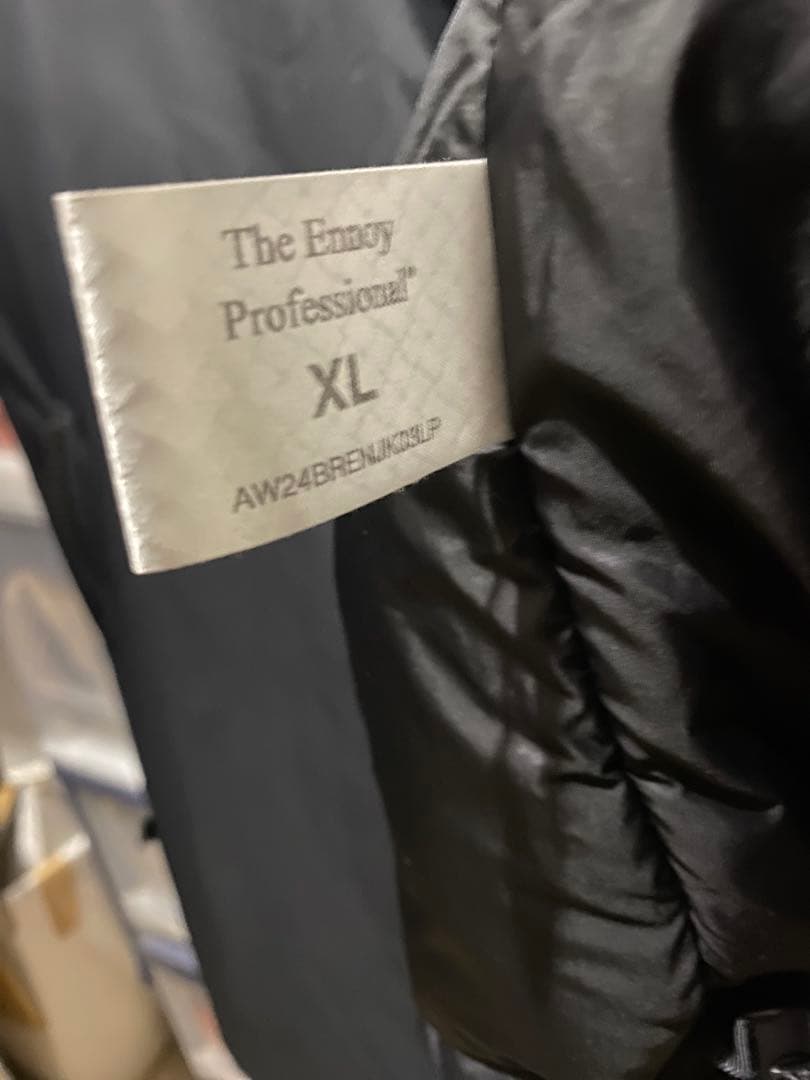 The Ennoy
Professional®
XL
AW24BRENJK03LP